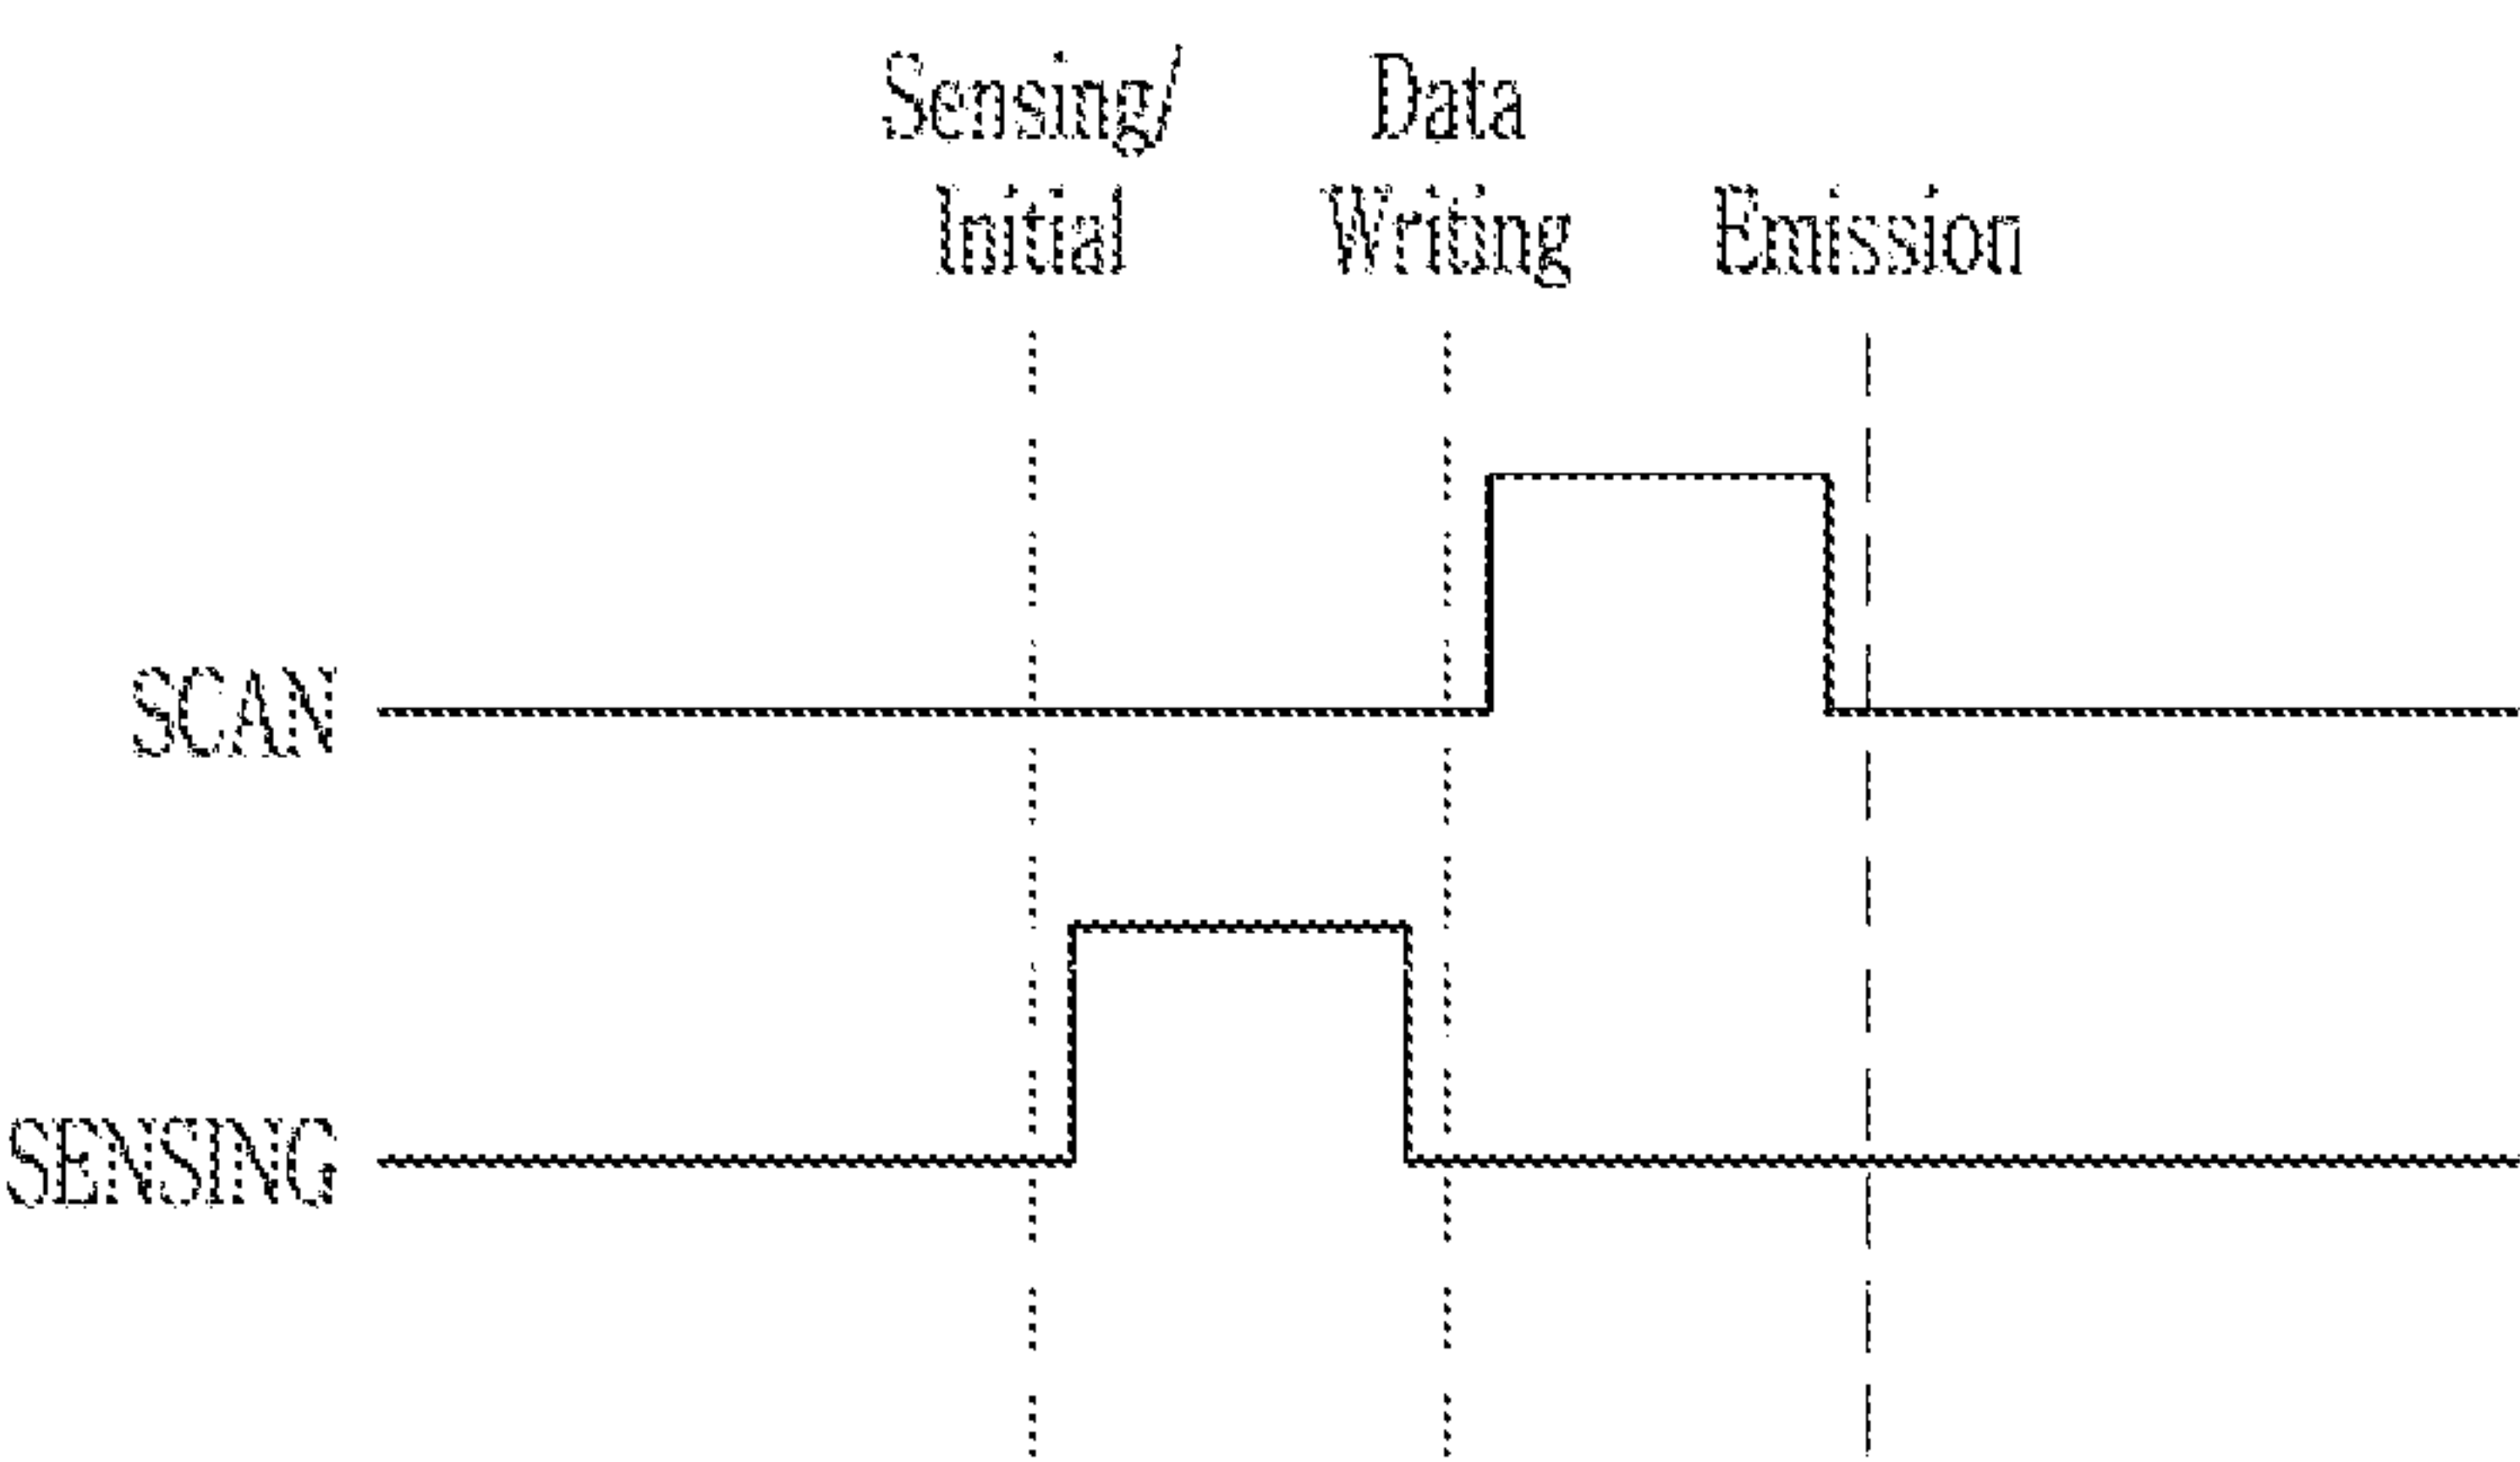 Sensing/
Initial
Data
Writing
Emission
SCAN
SENSING